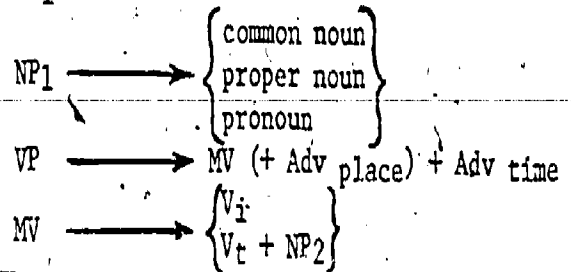 common noun
NP1 → proper noun
pronoun
VP → MV (+ Adv place) + Adv time
Vi
MV → Vt + NP2